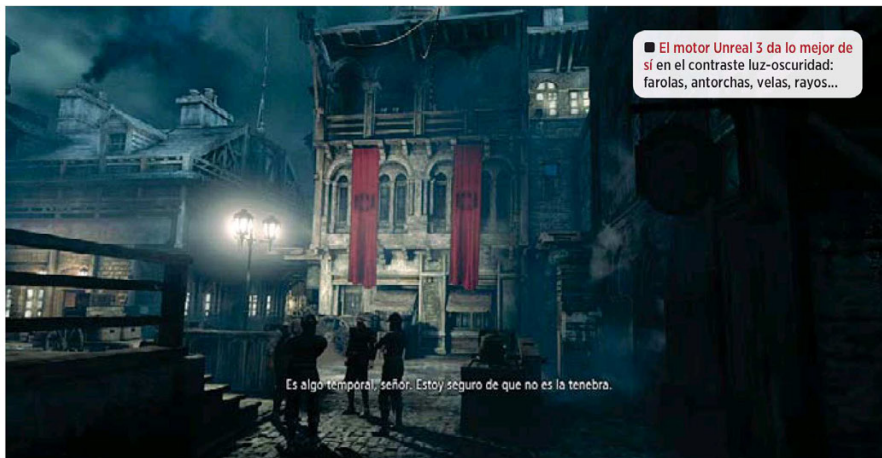 ■ El motor Unreal 3 da lo mejor de
sí en el contraste luz-oscuridad:
farolas, antorchas, velas, rayos...
Es algo temporal, señor. Estoy seguro de que no es la tenebra.